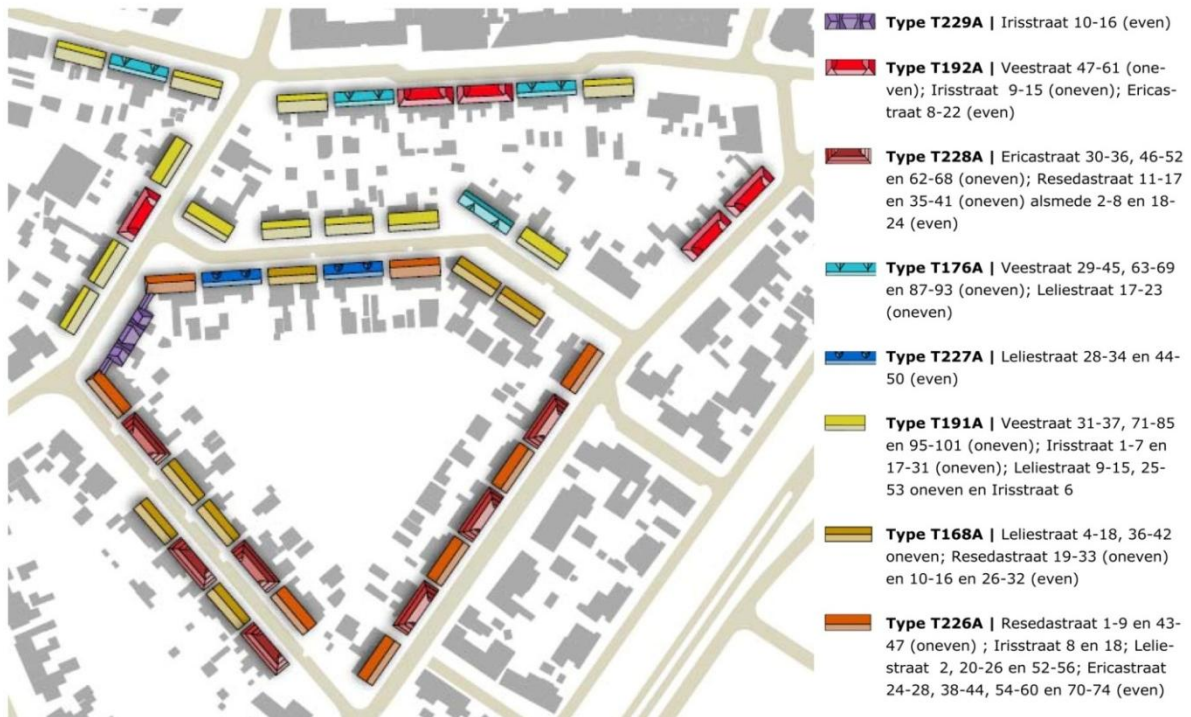 Type T229A | Irisstraat 10-16 (even)
Type T192A | Veestraat 47-61 (one-
ven); Irisstraat 9-15 (oneven); Ericas-
traat 8-22 (even)
Type T228A | Ericastraat 30-36, 46-52
en 62-68 (oneven); Resedastraat 11-17
en 35-41 (oneven) alsmede 2-8 en 18-
24 (even)
Type T176A | Veestraat 29-45, 63-69
en 87-93 (oneven); Leliestraat 17-23
(oneven)
Type T227A | Leliestraat 28-34 en 44-
50 (even)
Type T191A | Veestraat 31-37, 71-85
en 95-101 (oneven); Irisstraat 1-7 en
17-31 (oneven); Leliestraat 9-15, 25-
53 oneven en Irisstraat 6
Type T168A | Leliestraat 4-18, 36-42
oneven; Resedastraat 19-33 (oneven)
en 10-16 en 26-32 (even)
Type T226A | Resedastraat 1-9 en 43-
47 (oneven) ; Irisstraat 8 en 18; Lelie-
straat 2, 20-26 en 52-56; Ericastraat
24-28, 38-44, 54-60 en 70-74 (even)